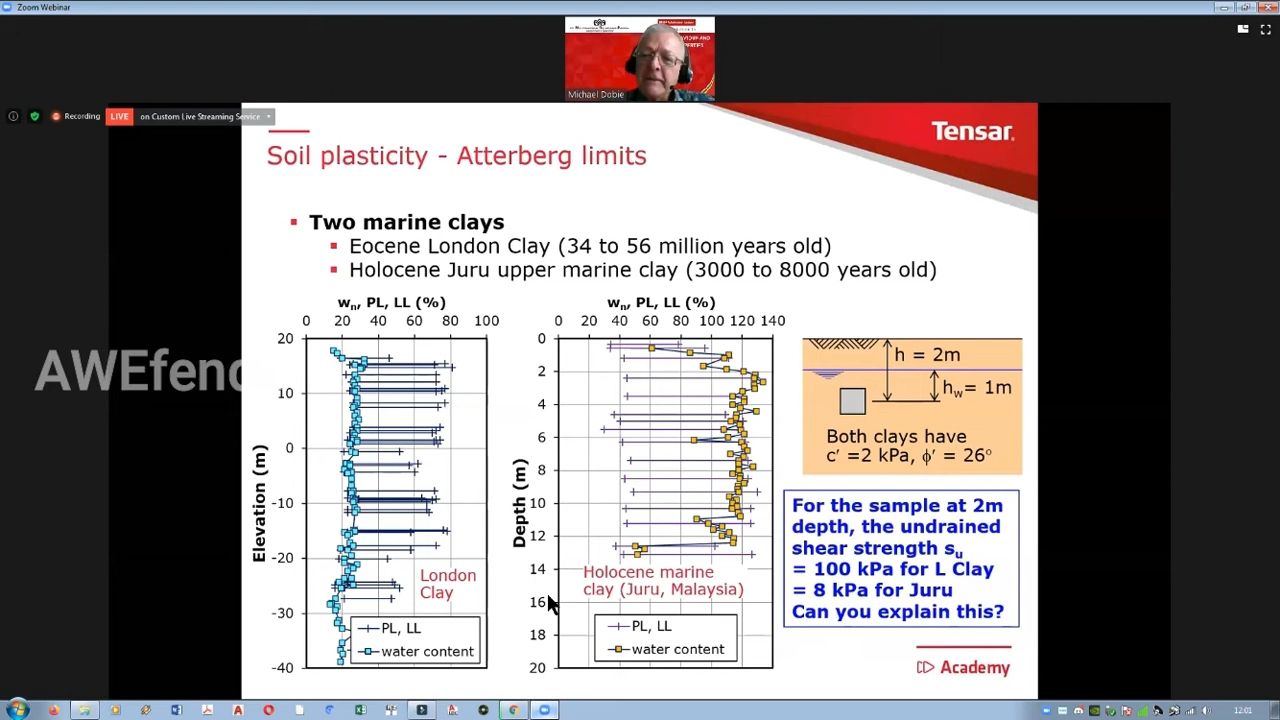 Zoom Webinar
Michael Dobie
Recording
LIVE
on Custom Live Streaming Service
Tensar.
Soil plasticity - Atterberg limits
Two marine clays
Eocene London Clay (34 to 56 million years old)
Holocene Juru upper marine clay (3000 to 8000 years old)
wn, PL, LL (%)
0 20 40 60 80 100
20
10
0
-10
-20
-30
-40
Elevation (m)
London
Clay
PL, LL
water content
wn, PL, LL (%)
0 20 40 60 80 100 120 140
0
2
4
6
8
10
12
14
16
18
20
Depth (m)
Holocene marine
clay (Juru, Malaysia)
PL, LL
water content
h = 2m
hw= 1m
Both clays have
c′ =2 kPa, ϕ′ = 26°
For the sample at 2m
depth, the undrained
shear strength su
= 100 kPa for L Clay
= 8 kPa for Juru
Can you explain this?
Academy
AWEfend
12:01